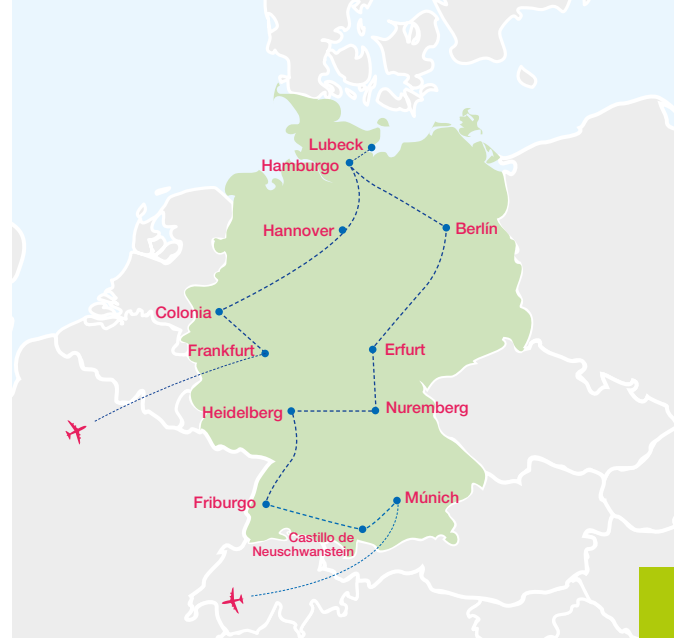 Lubeck
Hamburgo
Hannover
Berlín
Colonia
Frankfurt
Erfurt
Heidelberg
Nuremberg
Friburgo
Múnich
Castillo de
Neuschwanstein